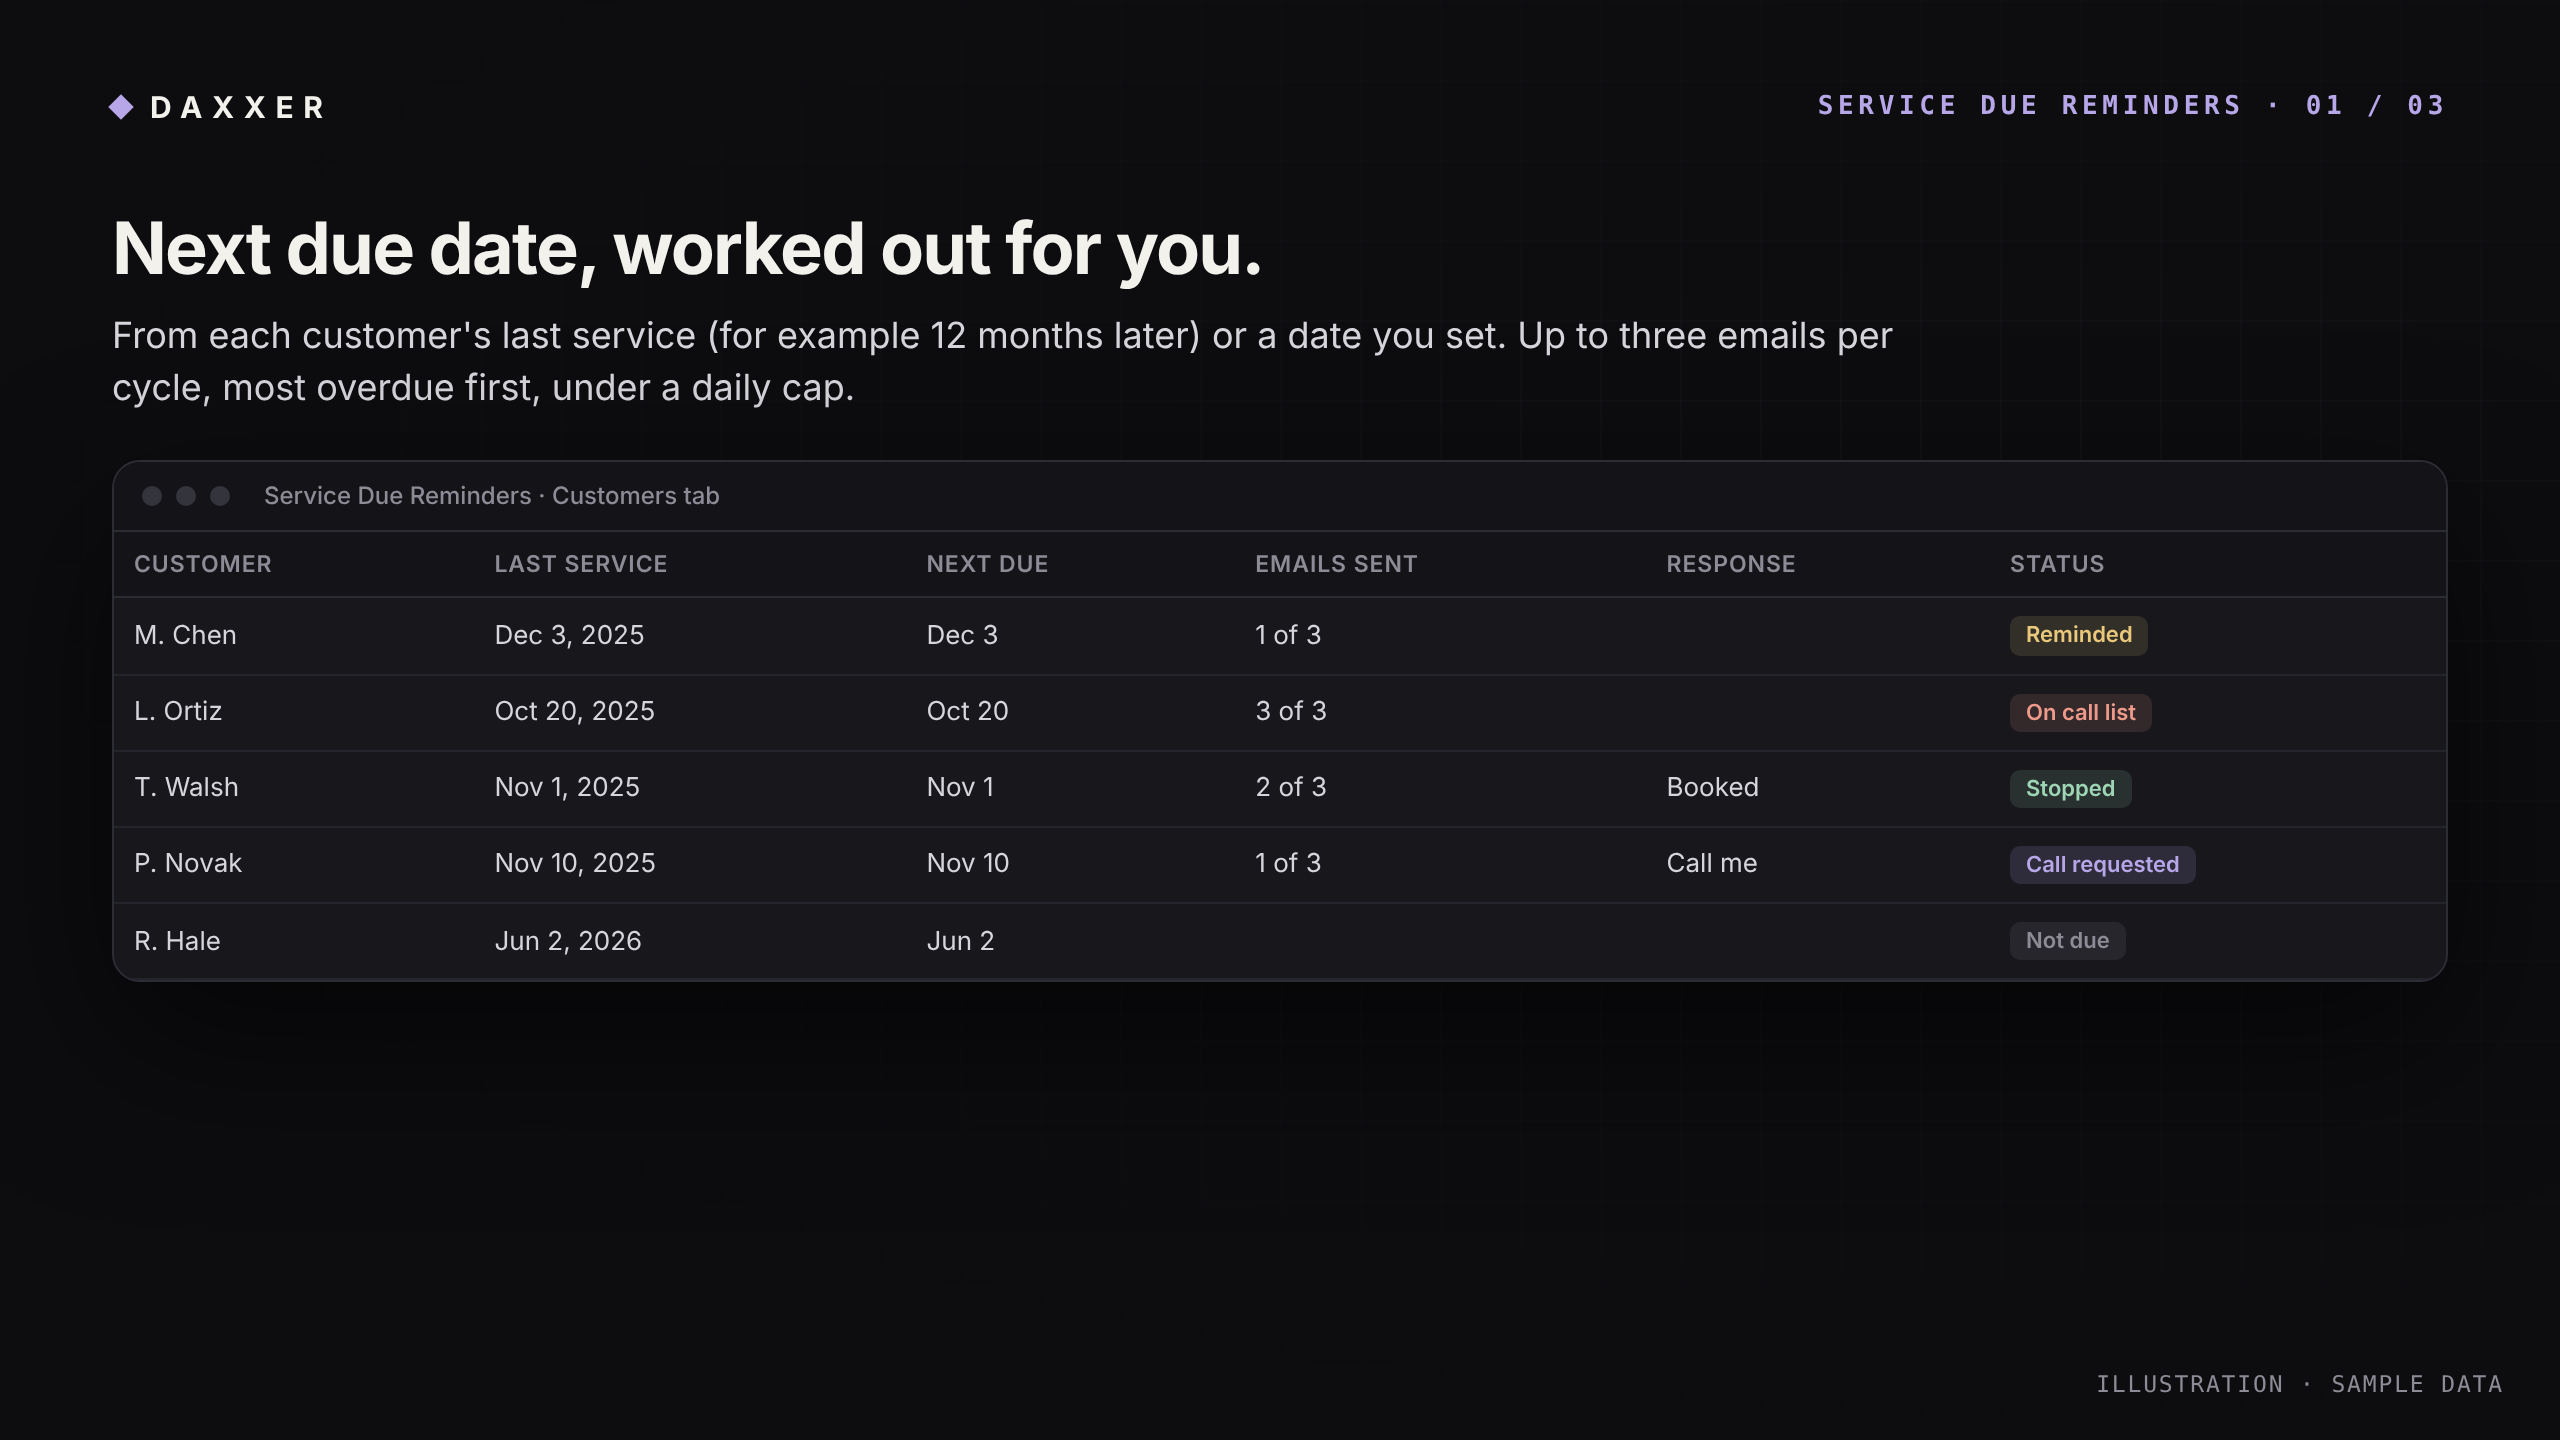 DAXXER
SERVICE DUE REMINDERS · 01 / 03
Next due date, worked out for you.
From each customer's last service (for example 12 months later) or a date you set. Up to three emails per
cycle, most overdue first, under a daily cap.
Service Due Reminders · Customers tab
CUSTOMER LAST SERVICE NEXT DUE EMAILS SENT RESPONSE STATUS
M. Chen Dec 3, 2025 Dec 3 1 of 3 Reminded
L. Ortiz Oct 20, 2025 Oct 20 3 of 3 On call list
T. Walsh Nov 1, 2025 Nov 1 2 of 3 Booked Stopped
P. Novak Nov 10, 2025 Nov 10 1 of 3 Call me Call requested
R. Hale Jun 2, 2026 Jun 2 Not due
ILLUSTRATION · SAMPLE DATA